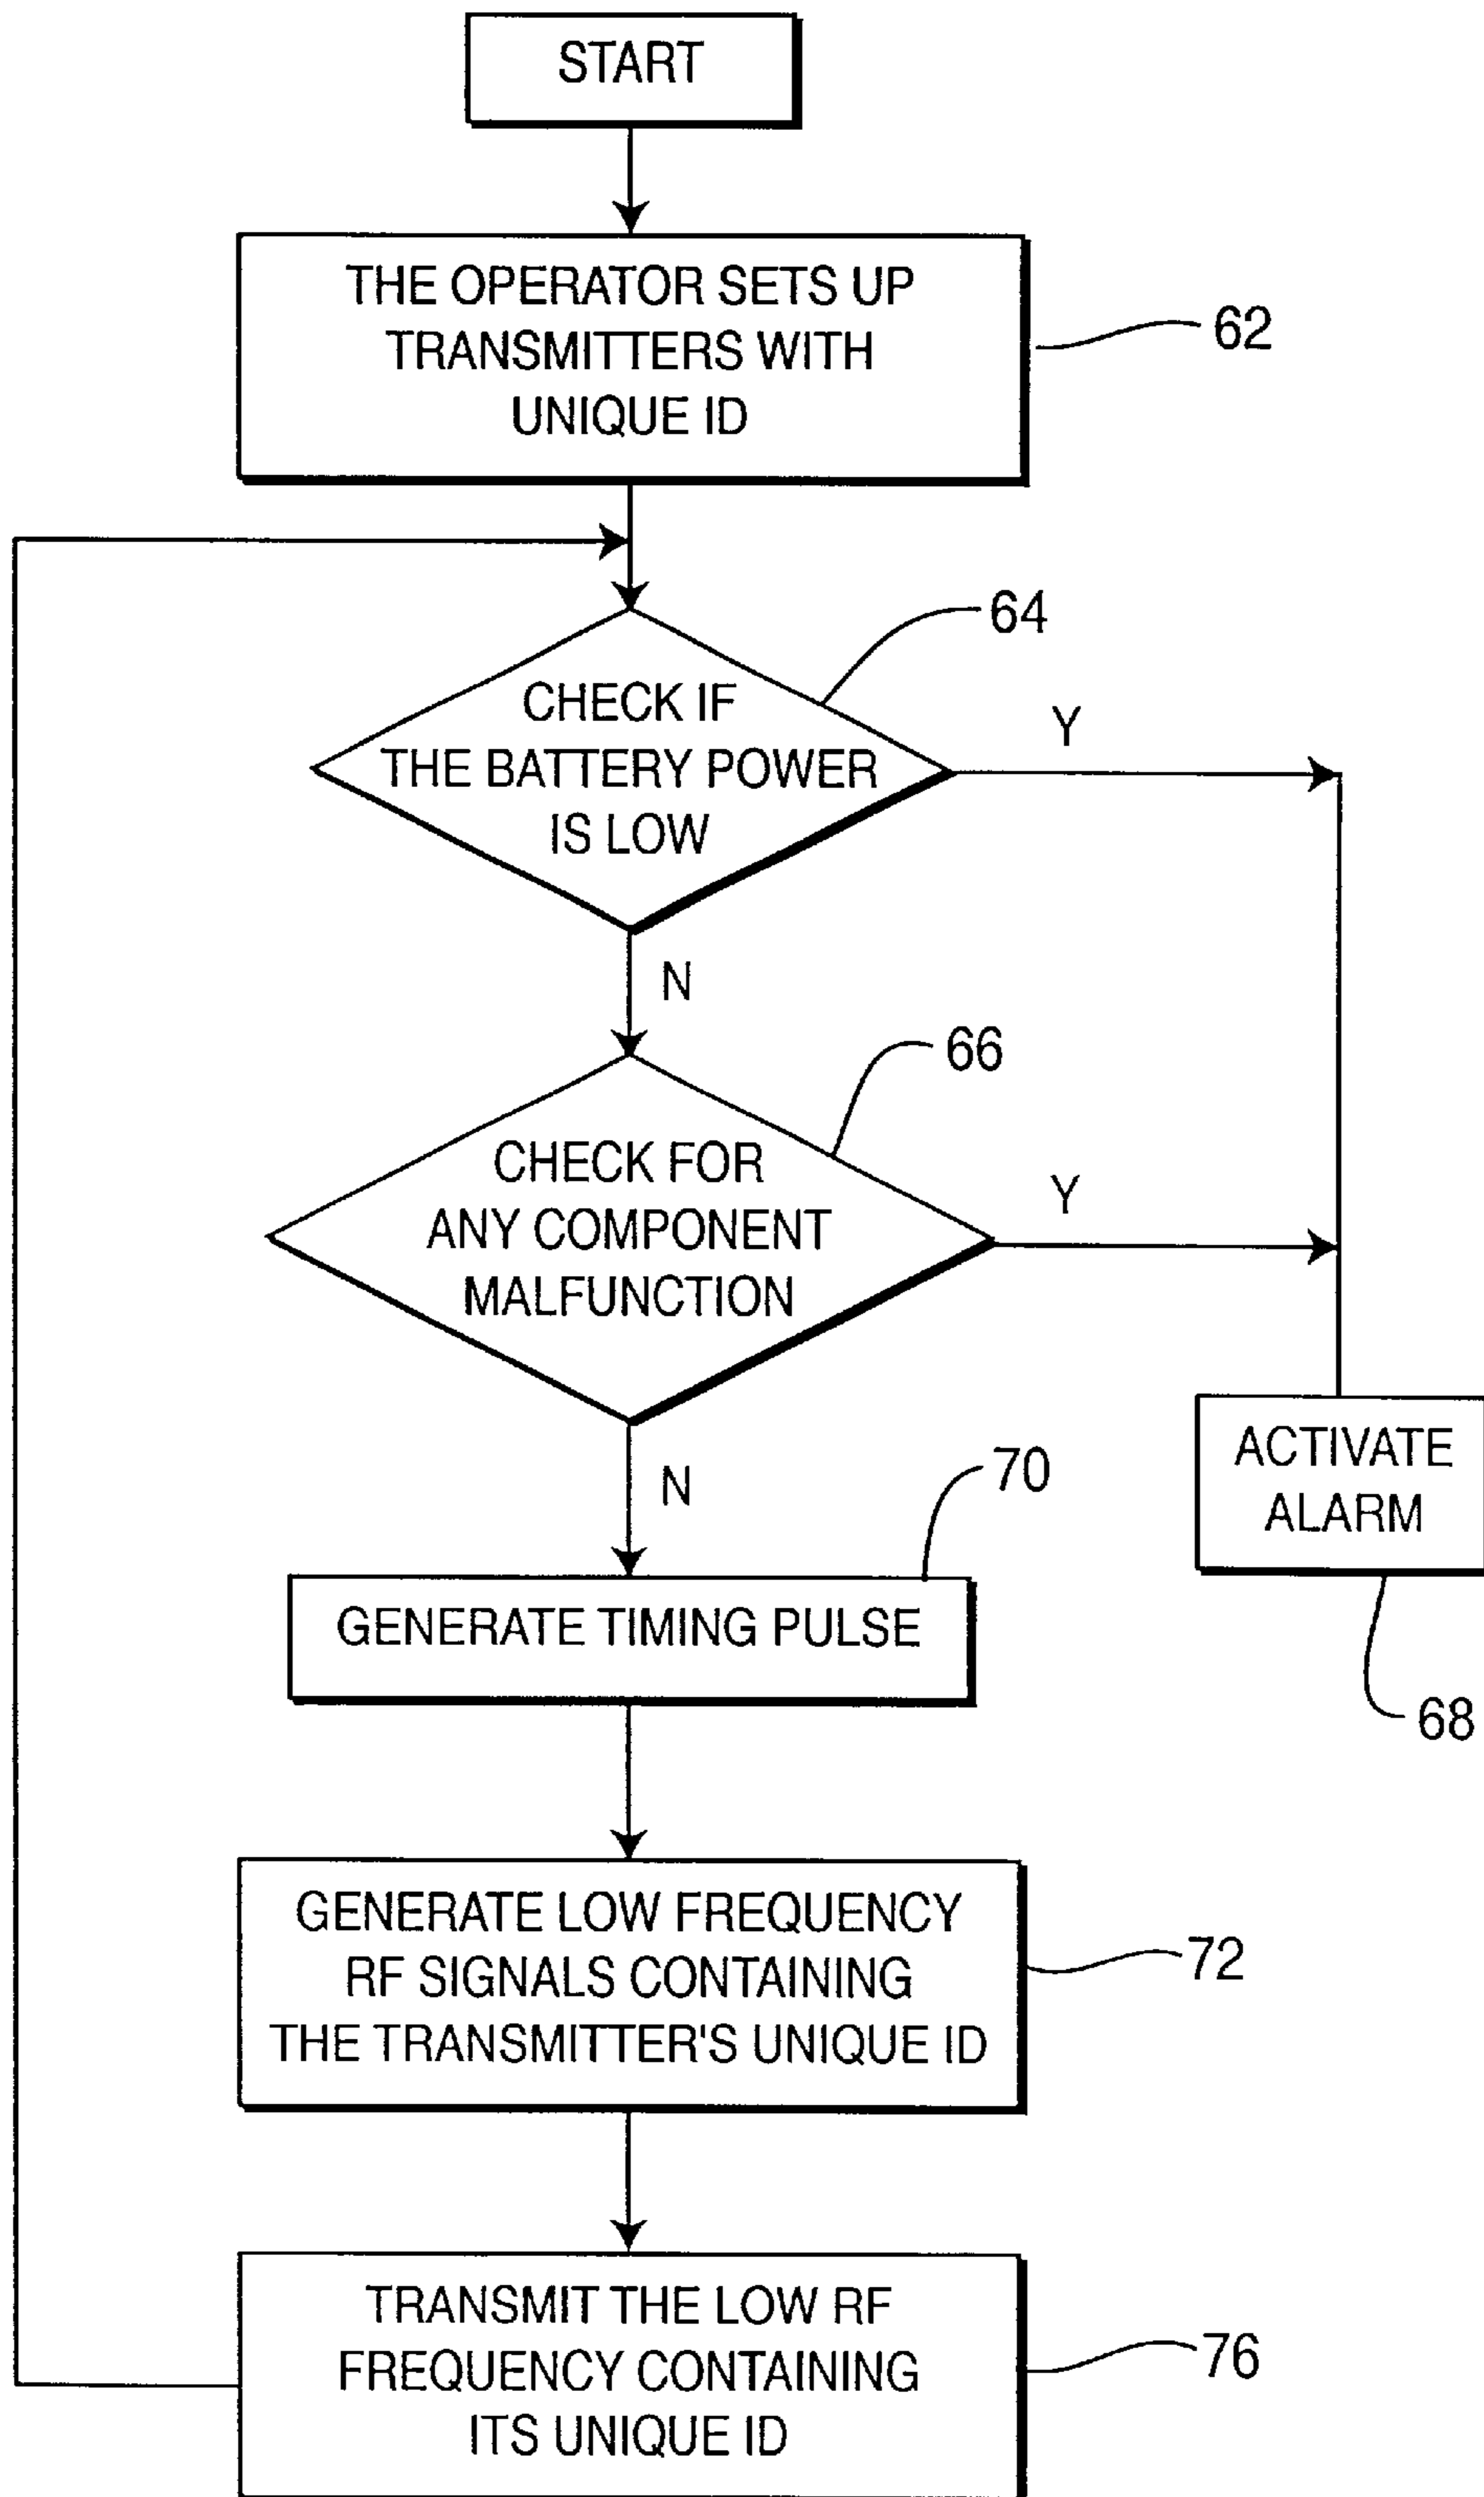 START
THE OPERATOR SETS UP
TRANSMITTERS WITH
UNIQUE ID
62
64
CHECK IF
THE BATTERY POWER
IS LOW
Y
N
66
CHECK FOR
ANY COMPONENT
MALFUNCTION
Y
N
ACTIVATE
ALARM
68
70
GENERATE TIMING PULSE
GENERATE LOW FREQUENCY
RF SIGNALS CONTAINING
THE TRANSMITTER'S UNIQUE ID
72
TRANSMIT THE LOW RF
FREQUENCY CONTAINING
ITS UNIQUE ID
76